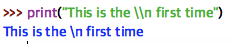 >>> print("This is the \\n first time")
This is the \n first time